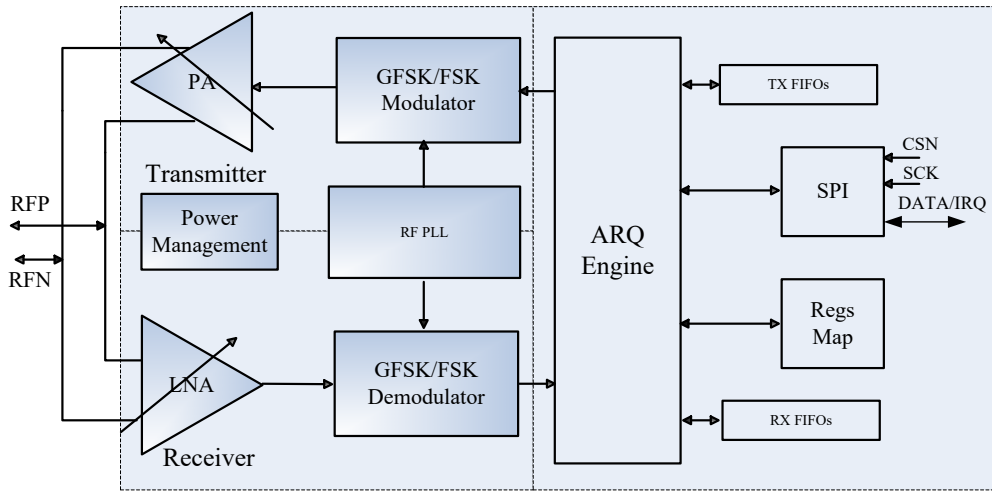 PA
GFSK/FSK
Modulator
Transmitter
Power
Management
RF PLL
RFP
RFN
LNA
Receiver
GFSK/FSK
Demodulator
ARQ
Engine
TX FIFOs
SPI
CSN
SCK
DATA/IRQ
Regs
Map
RX FIFOs